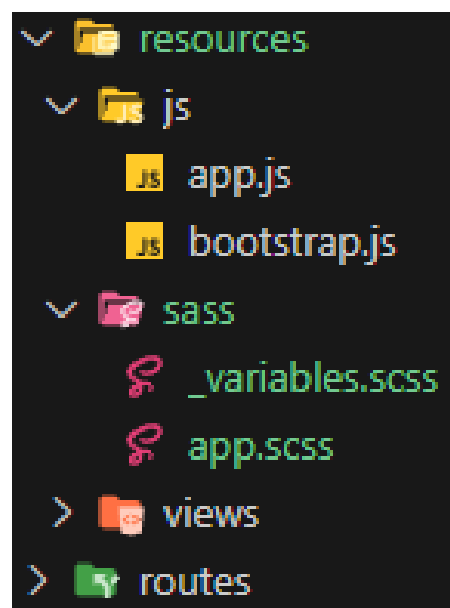 resources
js
app.js
bootstrap.js
sass
_variables.scss
app.scss
views
routes